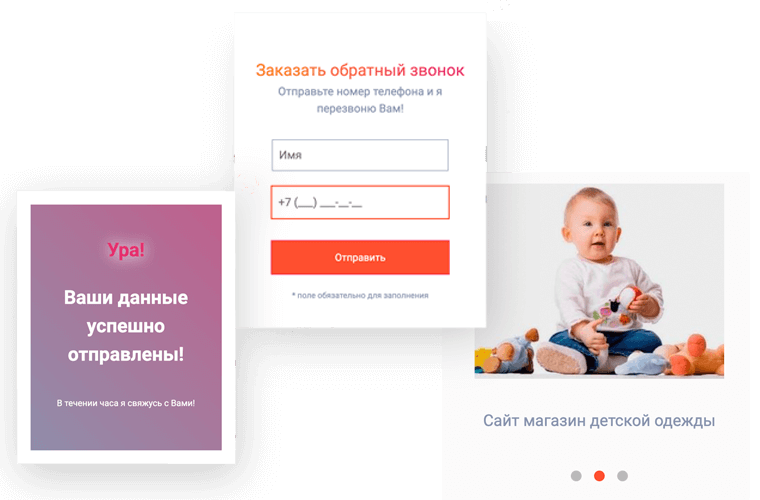 Заказать обратный звонок
Отправьте номер телефона и я
перезвоню Вам!
Имя
+7 (___) ___-__-__
Отправить
* поле обязательно для заполнения
Ура!
Ваши данные
успешно
отправлены!
В течении часа я свяжусь с Вами!
Сайт магазин детской одежды